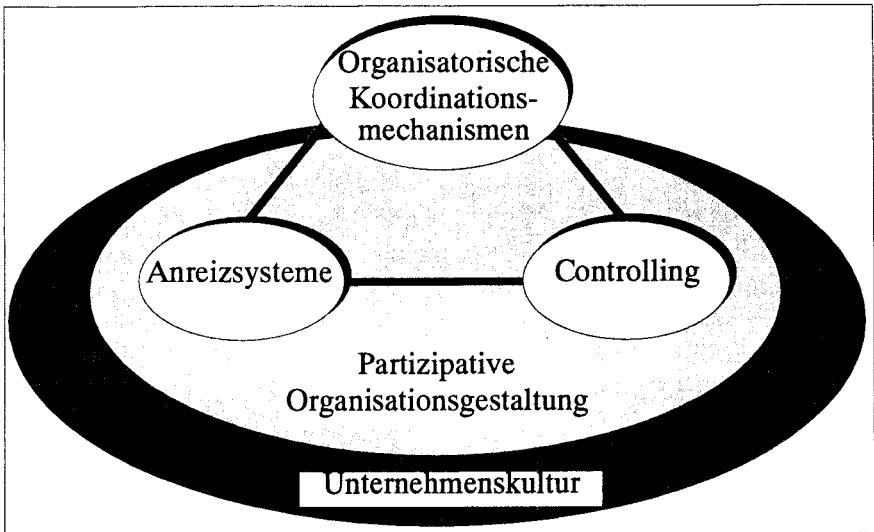 Organisatorische
Koordinations-
mechanismen
Anreizsysteme
Controlling
Partizipative
Organisationsgestaltung
Unternehmenskultur